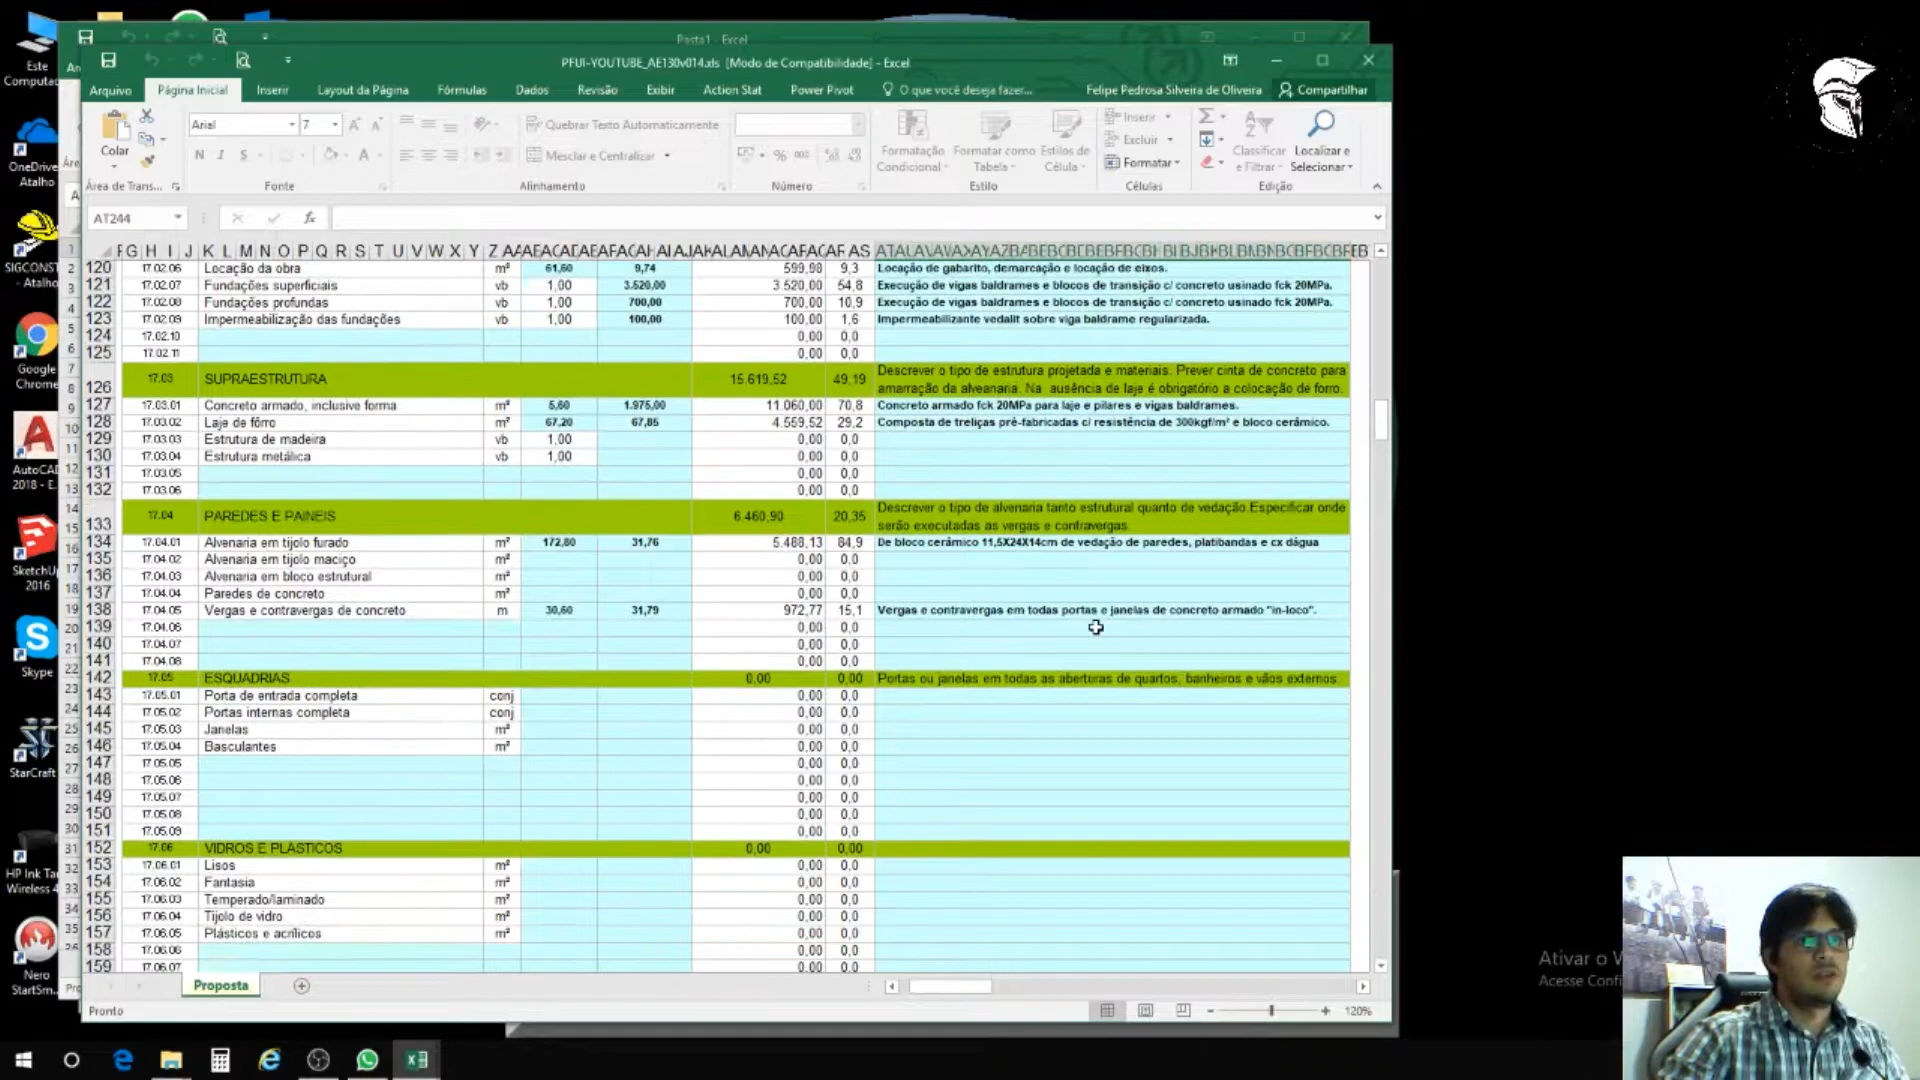 Pasta1 - Excel
PFUI-YOUTUBE_AE130v014.xls [Modo de Compatibilidade] - Excel
Arquivo Página Inicial Inserir Layout da Página Fórmulas Dados Revisão Exibir Action Stat Power Pivot O que você deseja fazer... Felipe Pedrosa Silveira de Oliveira Compartilhar
Colar
Arial 7
Quebrar Texto Automaticamente
N I S
Mesclar e Centralizar
Formatação Condicional
Formatar como Tabela
Estilos de Célula
Inserir
Excluir
Formatar
Classificar e Filtrar
Localizar e Selecionar
Área de Trans... Fonte Alinhamento Número Estilo Células Edição
AT244 fx
G H I J K L M N O P Q R S T U V W X Y Z
120 17.02.06 Locação da obra m² 61,60 9,74 599,98 9,3 Locação de gabarito, demarcação e locação de eixos.
121 17.02.07 Fundações superficiais vb 1,00 3.520,00 3.520,00 54,8 Execução de vigas baldrames e blocos de transição c/ concreto usinado fck 20MPa.
122 17.02.08 Fundações profundas vb 1,00 700,00 700,00 10,9 Execução de vigas baldrames e blocos de transição c/ concreto usinado fck 20MPa.
123 17.02.09 Impermeabilização das fundações vb 1,00 100,00 100,00 1,6 Impermeabilizante vedalit sobre viga baldrame regularizada.
124 17.02.10 0,00 0,0
125 17.02.11 0,00 0,0
126 17.03 SUPRAESTRUTURA 15.619,52 49,19 Descrever o tipo de estrutura projetada e materiais. Prever cinta de concreto para
amarração da alveanaria. Na ausência de laje é obrigatório a colocação de forro.
127 17.03.01 Concreto armado, inclusive forma m³ 5,60 1.975,00 11.060,00 70,8 Concreto armado fck 20MPa para laje e pilares e vigas baldrames.
128 17.03.02 Laje de fôrro m² 67,20 67,85 4.559,52 29,2 Composta de treliças pré-fabricadas c/ resistência de 300kgf/m² e bloco cerâmico.
129 17.03.03 Estrutura de madeira vb 1,00 0,00 0,0
130 17.03.04 Estrutura metálica vb 1,00 0,00 0,0
131 17.03.05 0,00 0,0
132 17.03.06 0,00 0,0
133 17.04 PAREDES E PAINEIS 6.460,90 20,35 Descrever o tipo de alvenaria tanto estrutural quanto de vedação.Especificar onde
serão executadas as vergas e contravergas.
134 17.04.01 Alvenaria em tijolo furado m² 172,80 31,76 5.488,13 84,9 De bloco cerâmico 11,5X24X14cm de vedação de paredes, platibandas e cx dágua
135 17.04.02 Alvenaria em tijolo maciço m² 0,00 0,0
136 17.04.03 Alvenaria em bloco estrutural m² 0,00 0,0
137 17.04.04 Paredes de concreto m² 0,00 0,0
138 17.04.05 Vergas e contravergas de concreto m 30,60 31,79 972,77 15,1 Vergas e contravergas em todas portas e janelas de concreto armado "in-loco".
139 17.04.06 0,00 0,0
140 17.04.07 0,00 0,0
141 17.04.08 0,00 0,0
142 17.05 ESQUADRIAS 0,00 0,00 Portas ou janelas em todas as aberturas de quartos, banheiros e vãos externos
143 17.05.01 Porta de entrada completa conj 0,00 0,0
144 17.05.02 Portas internas completa conj 0,00 0,0
145 17.05.03 Janelas m² 0,00 0,0
146 17.05.04 Basculantes m² 0,00 0,0
147 17.05.05 0,00 0,0
148 17.05.06 0,00 0,0
149 17.05.07 0,00 0,0
150 17.05.08 0,00 0,0
151 17.05.09 0,00 0,0
152 17.06 VIDROS E PLASTICOS 0,00 0,00
153 17.06.01 Lisos m² 0,00 0,0
154 17.06.02 Fantasia m² 0,00 0,0
155 17.06.03 Temperado/laminado m² 0,00 0,0
156 17.06.04 Tijolo de vidro m² 0,00 0,0
157 17.06.05 Plásticos e acrílicos m² 0,00 0,0
158 17.06.06 0,00 0,0
159 17.06.07 0,00 0,0
Proposta
Pronto 120%
Este
OneDrive
Atalho
SIGCONST
Atalho
Google
Chrome
AutoCAD
2018 - E...
SketchUp
2016
Skype
StarCraft
HP Ink Ta
Wireless 4
Nero
StartSm...
Ativar o